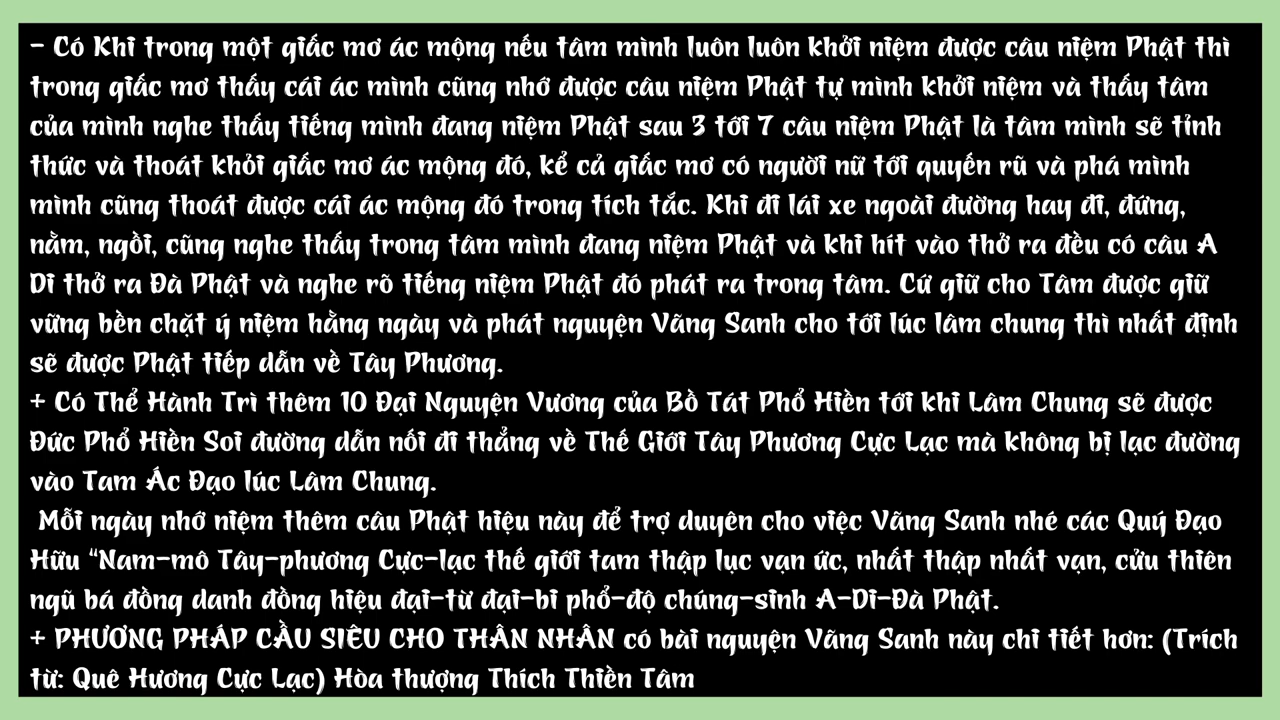 - Có Khi trong một giấc mơ ác mộng nếu tâm mình luôn luôn khởi niệm được câu niệm Phật thì
trong giấc mơ thấy cái ác mình cũng nhớ được câu niệm Phật tự mình khởi niệm và thấy tâm
của mình nghe thấy tiếng mình đang niệm Phật sau 3 tới 7 câu niệm Phật là tâm mình sẽ tỉnh
thức và thoát khỏi giấc mơ ác mộng đó, kể cả giấc mơ có người nữ tới quyến rũ và phá mình
mình cũng thoát được cái ác mộng đó trong tích tắc. Khi đi lái xe ngoài đường hay đi, đứng,
nằm, ngồi, cũng nghe thấy trong tâm mình đang niệm Phật và khi hít vào thở ra đều có câu A
Di thở ra Đà Phật và nghe rõ tiếng niệm Phật đó phát ra trong tâm. Cứ giữ cho Tâm được giữ
vững bền chặt ý niệm hằng ngày và phát nguyện Vãng Sanh cho tới lúc lâm chung thì nhất định
sẽ được Phật tiếp dẫn về Tây Phương.
+ Có Thể Hành Trì thêm 10 Đại Nguyện Vương của Bồ Tát Phổ Hiền tới khi Lâm Chung sẽ được
Đức Phổ Hiền Soi đường dẫn nối đi thẳng về Thế Giới Tây Phương Cực Lạc mà không bị lạc đường
vào Tam Ác Đạo lúc Lâm Chung.
Mỗi ngày nhớ niệm thêm câu Phật hiệu này để trợ duyên cho việc Vãng Sanh nhé các Quý Đạo
Hữu "Nam-mô Tây-phương Cực-lạc thế giới tam thập lục vạn ức, nhất thập nhất vạn, cửu thiên
ngũ bá đồng danh đồng hiệu đại-từ đại-bi phổ-độ chúng-sinh A-Di-Đà Phật.
+ PHƯƠNG PHÁP CẦU SIÊU CHO THÂN NHÂN có bài nguyện Vãng Sanh này chi tiết hơn: (Trích
từ: Quê Hương Cực Lạc) Hòa thượng Thích Thiền Tâm